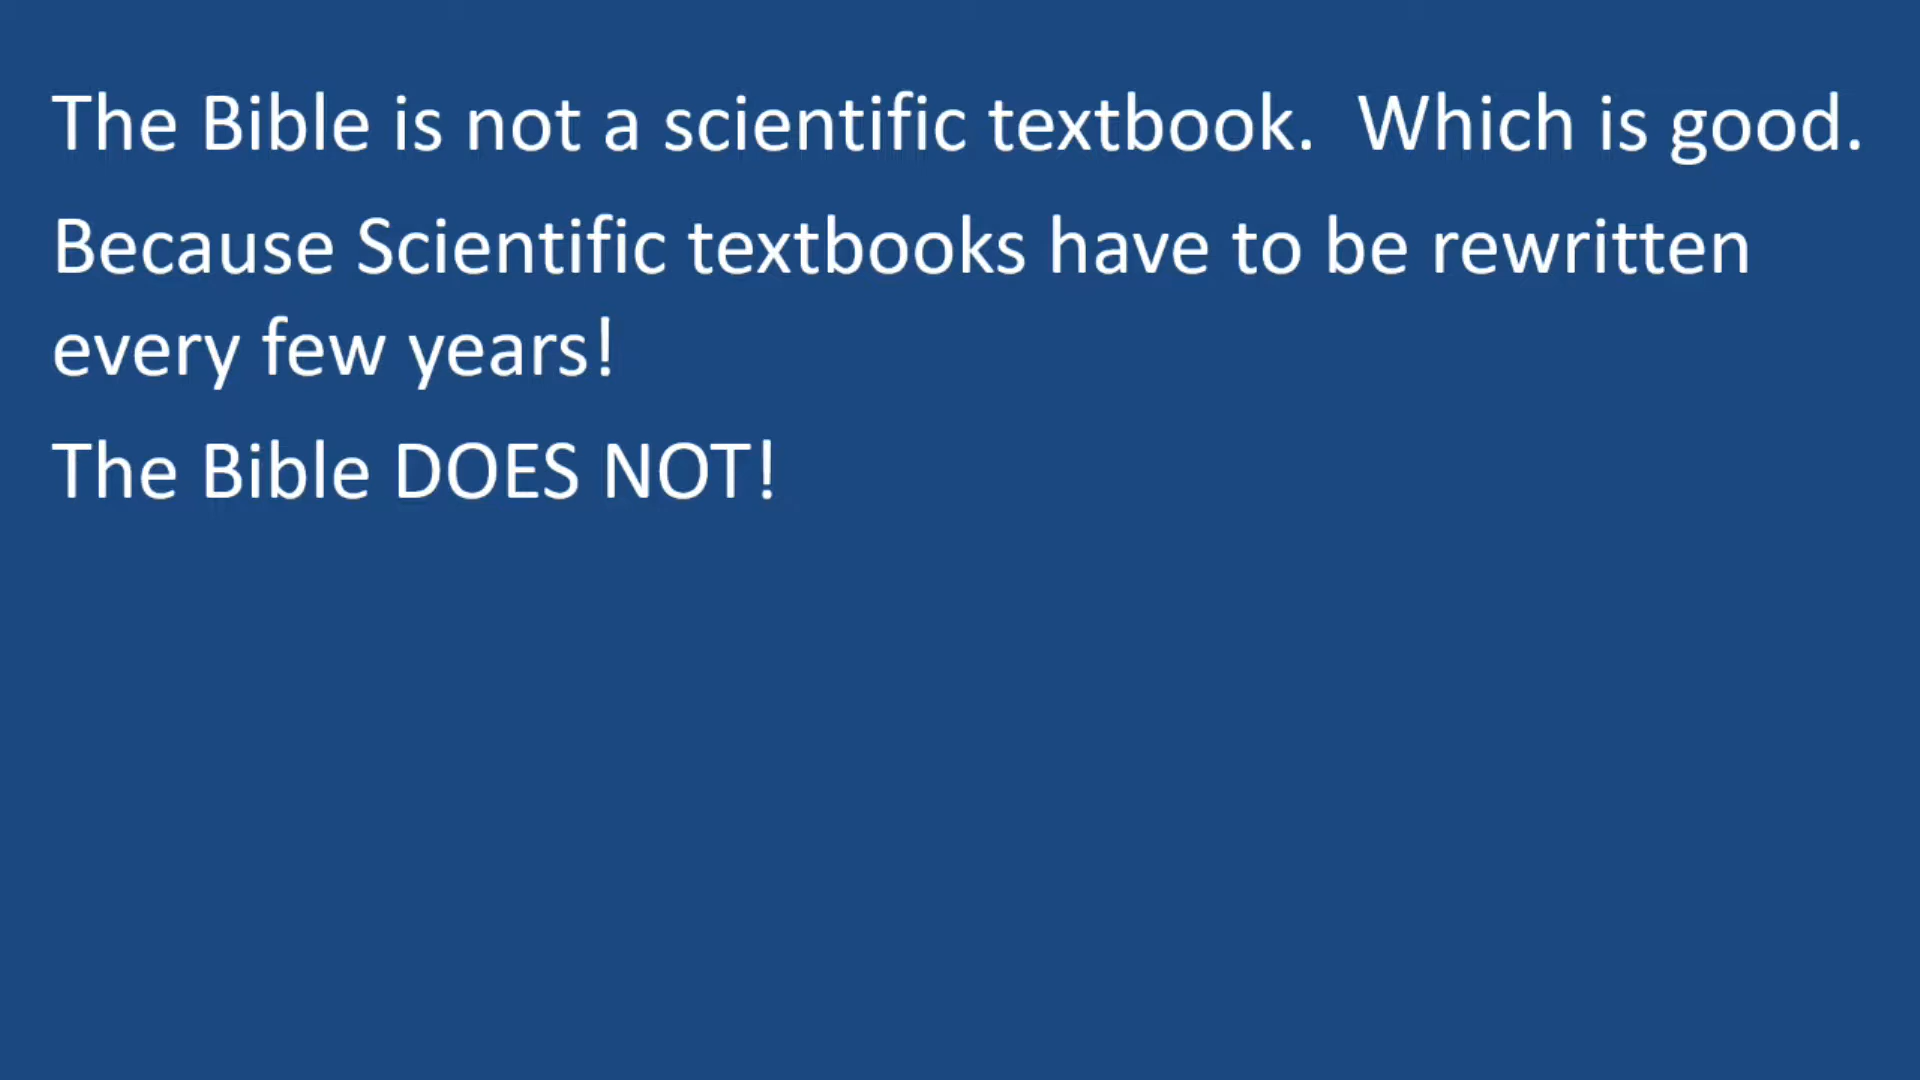 The Bible is not a scientific textbook.  Which is good.
Because Scientific textbooks have to be rewritten
every few years!
The Bible DOES NOT!